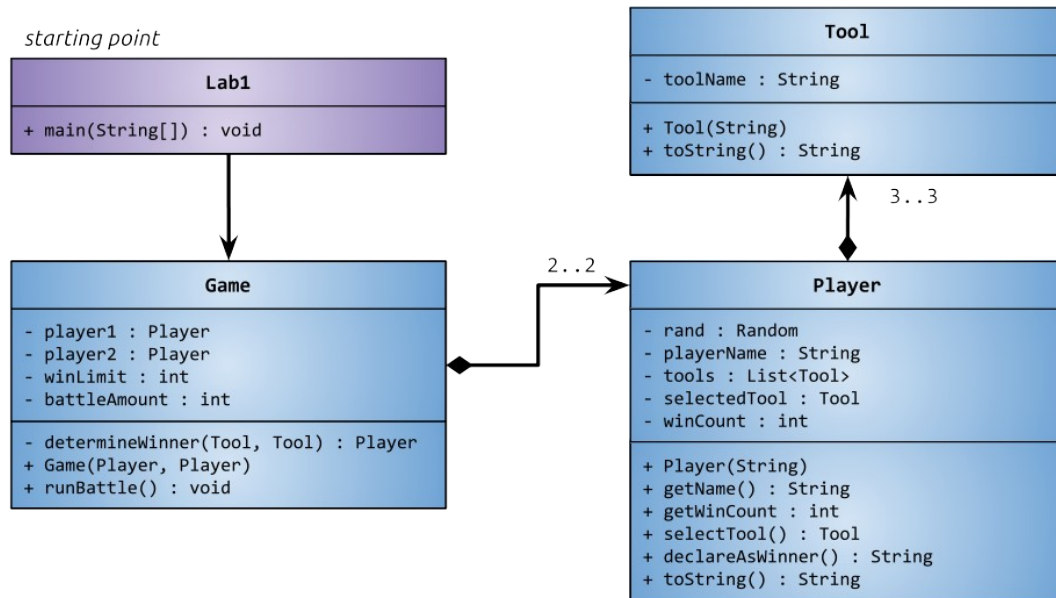 starting point
Lab1
+ main(String[]) : void
Tool
- toolName : String
+ Tool(String)
+ toString() : String
3..3
2..2
Game
- player1 : Player
- player2 : Player
- winLimit : int
- battleAmount : int
- determineWinner(Tool, Tool) : Player
+ Game(Player, Player)
+ runBattle() : void
Player
- rand : Random
- playerName : String
- tools : List<Tool>
- selectedTool : Tool
- winCount : int
+ Player(String)
+ getName() : String
+ getWinCount : int
+ selectTool() : Tool
+ declareAsWinner() : String
+ toString() : String